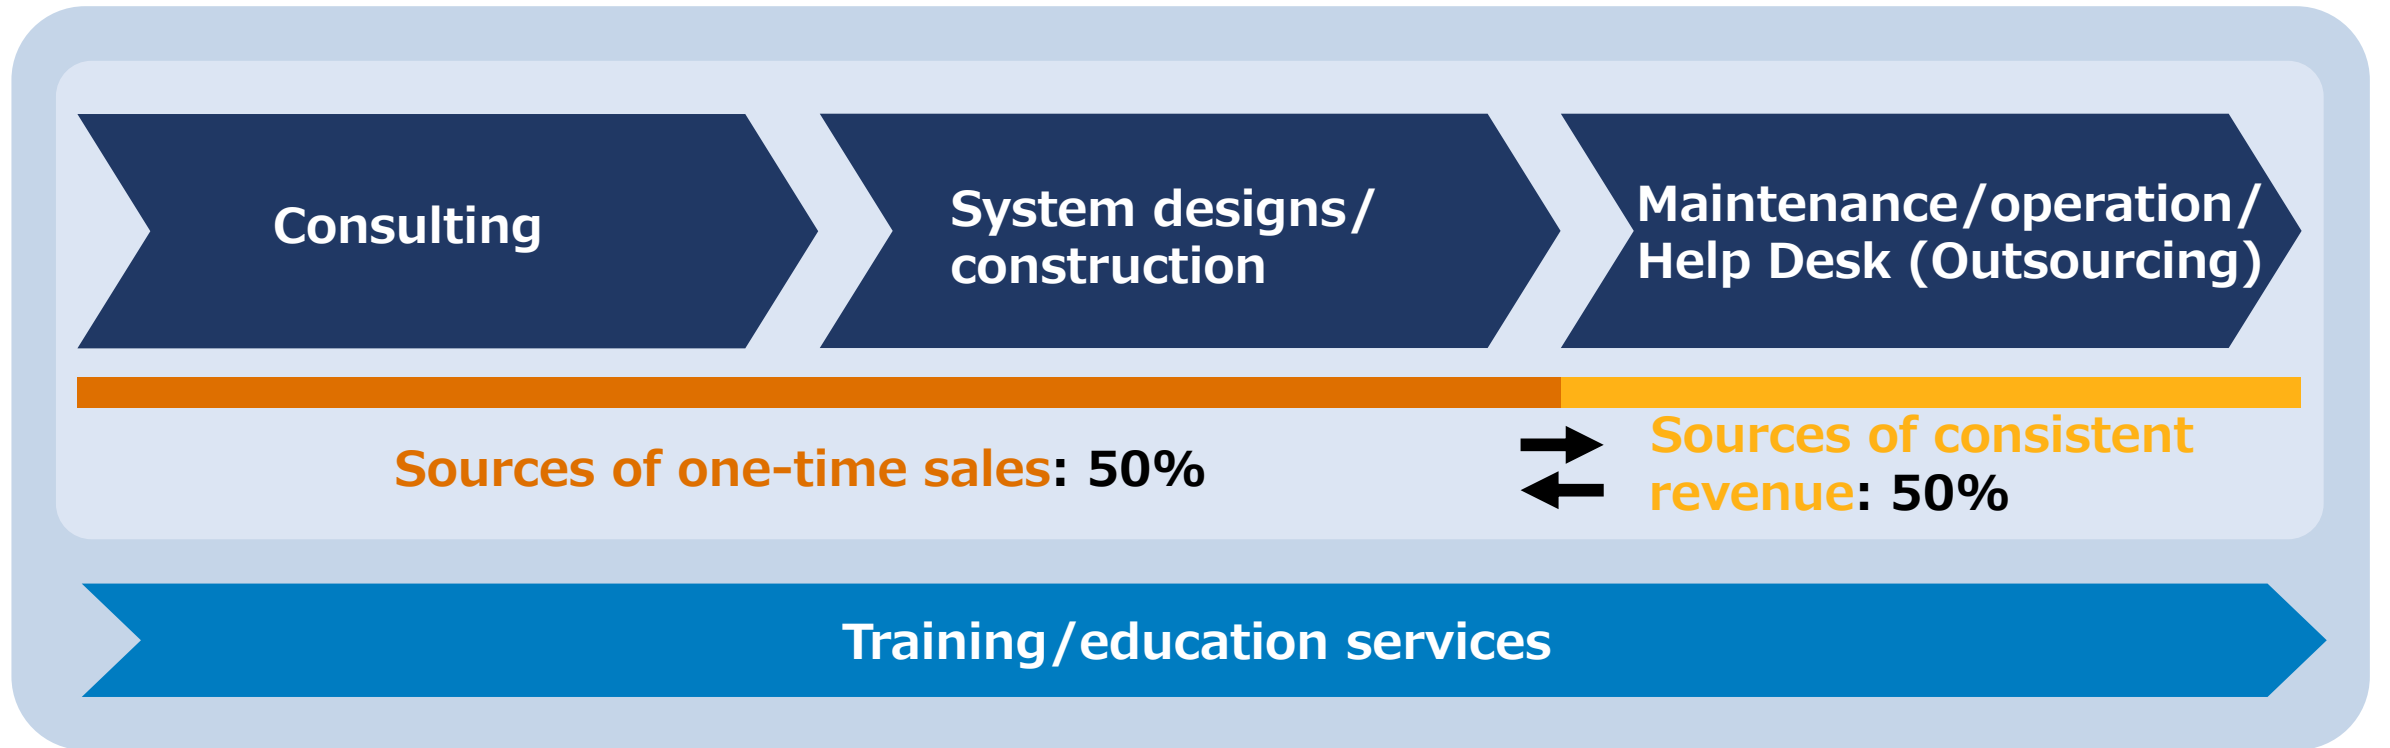 Consulting
System designs/
construction
Maintenance/operation/
Help Desk (Outsourcing)
Sources of one-time sales: 50%
Sources of consistent
revenue: 50%
Training/education services